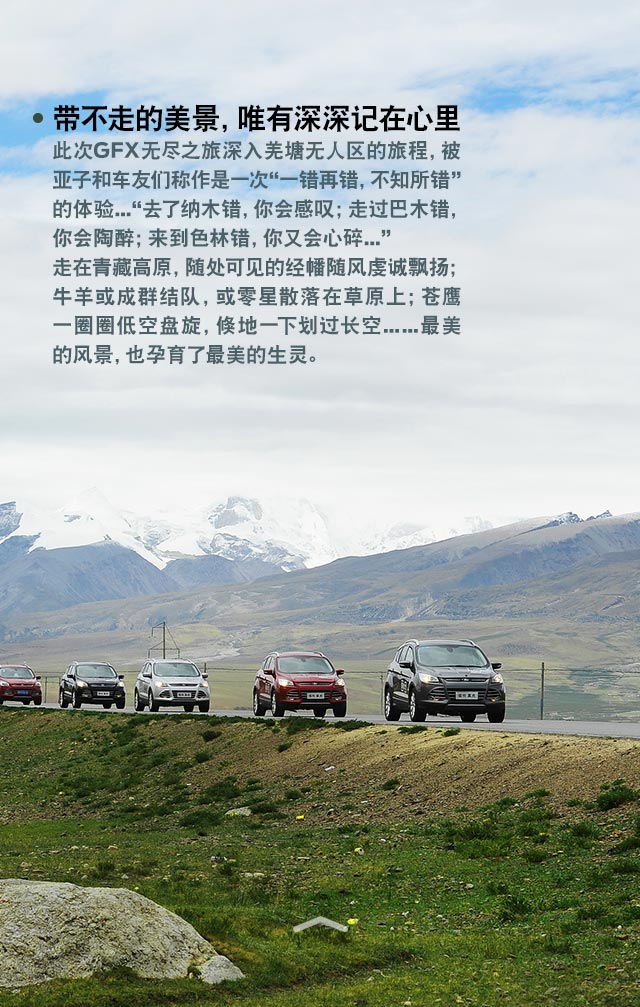 带不走的美景，唯有深深记在心里
此次GFX无尽之旅深入羌塘无人区的旅程，被
亚子和车友们称作是一次“一错再错，不知所错”
的体验...“去了纳木错，你会感叹；走过巴木错，
你会陶醉；来到色林错，你又会心碎...”
走在青藏高原，随处可见的经幡随风虔诚飘扬；
牛羊或成群结队，或零星散落在草原上；苍鹰
一圈圈低空盘旋，倏地一下划过长空……最美
的风景，也孕育了最美的生灵。